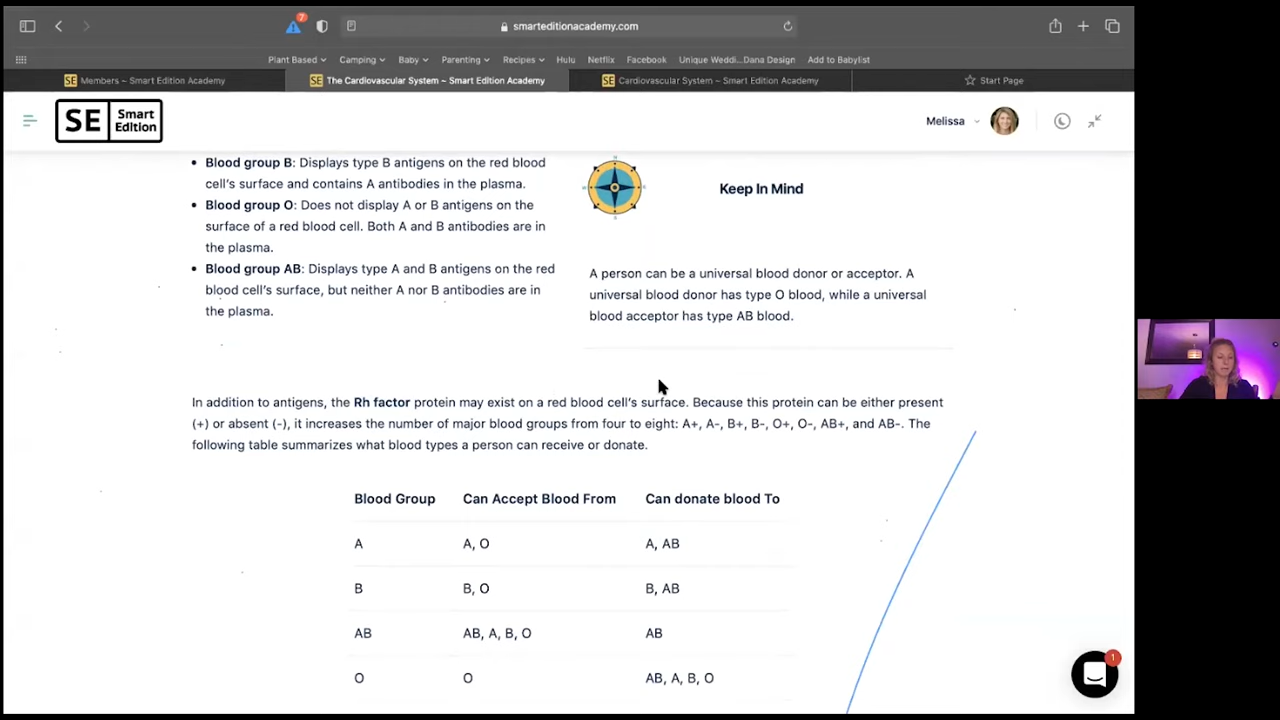 7
smarteditionacademy.com
Plant Based Camping Baby Parenting Recipes Hulu Netflix Facebook Unique Weddi...Dana Design Add to Babylist
Members ~ Smart Edition Academy
The Cardiovascular System ~ Smart Edition Academy
Cardiovascular System ~ Smart Edition Academy
Start Page
SE Smart
Edition
Melissa
Blood group B: Displays type B antigens on the red blood
cell's surface and contains A antibodies in the plasma.
Blood group O: Does not display A or B antigens on the
surface of a red blood cell. Both A and B antibodies are in
the plasma.
Blood group AB: Displays type A and B antigens on the red
blood cell's surface, but neither A nor B antibodies are in
the plasma.
Keep In Mind
A person can be a universal blood donor or acceptor. A
universal blood donor has type O blood, while a universal
blood acceptor has type AB blood.
In addition to antigens, the Rh factor protein may exist on a red blood cell's surface. Because this protein can be either present
(+) or absent (-), it increases the number of major blood groups from four to eight: A+, A-, B+, B-, O+, O-, AB+, and AB-. The
following table summarizes what blood types a person can receive or donate.
Blood Group Can Accept Blood From Can donate blood To
A A, O A, AB
B B, O B, AB
AB AB, A, B, O AB
O O AB, A, B, O
1